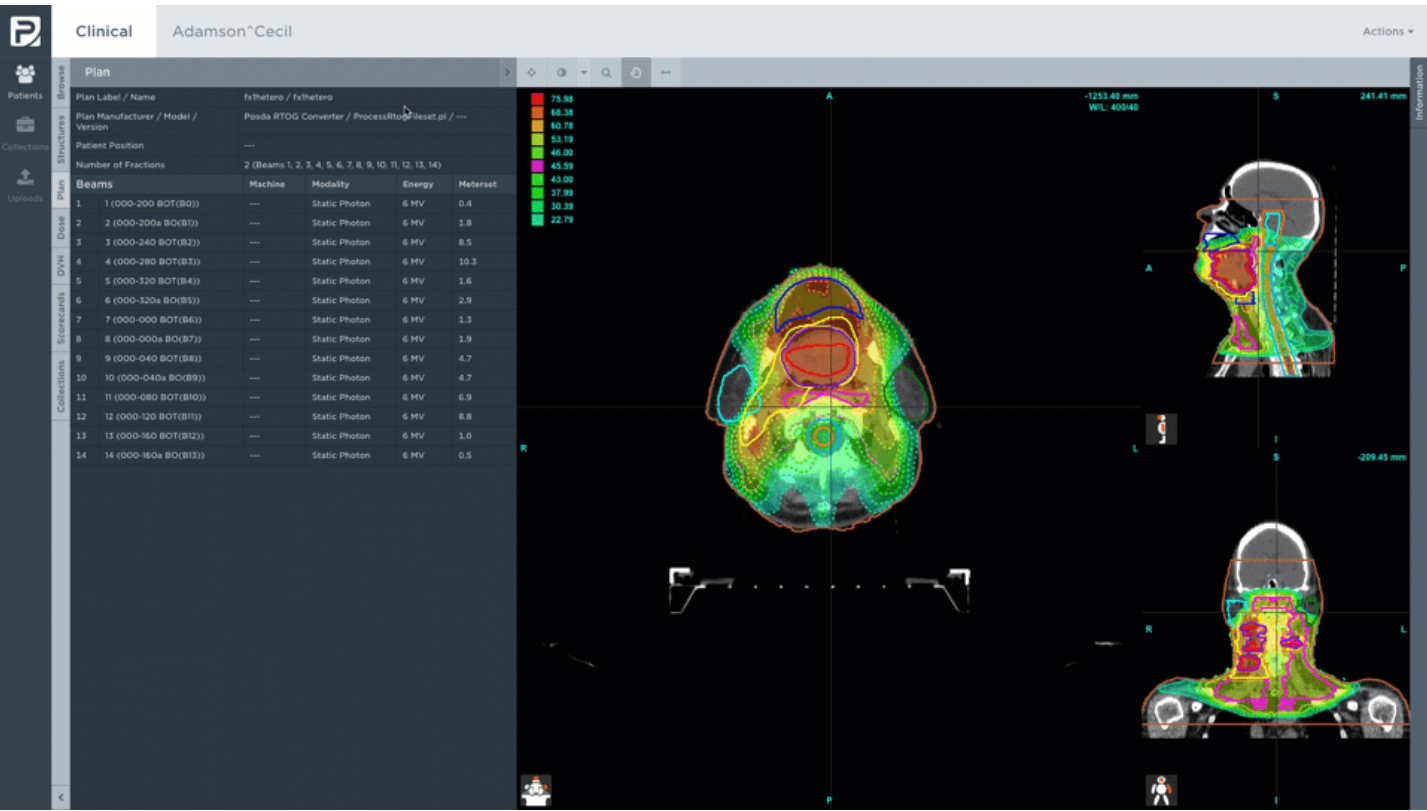 Clinical
Adamson^Cecil
Actions
Patients
Collections
Uploads
Browse
Structures
Plan
Dose
DVH
Scorecards
Collections
Plan
Plan Label / Name fx1hetero / fx1hetero
Plan Manufacturer / Model / Version Posda RTOG Converter / ProcessRtogFileset.pl / ---
Patient Position ---
Number of Fractions 2 (Beams 1, 2, 3, 4, 5, 6, 7, 8, 9, 10, 11, 12, 13, 14)
Beams Machine Modality Energy Meterset
1 1 (000-200 BOT(B0)) --- Static Photon 6 MV 0.4
2 2 (000-200a BO(B1)) --- Static Photon 6 MV 1.8
3 3 (000-240 BOT(B2)) --- Static Photon 6 MV 8.5
4 4 (000-280 BOT(B3)) --- Static Photon 6 MV 10.3
5 5 (000-320 BOT(B4)) --- Static Photon 6 MV 1.6
6 6 (000-320a BO(B5)) --- Static Photon 6 MV 2.9
7 7 (000-000 BOT(B6)) --- Static Photon 6 MV 1.3
8 8 (000-000a BO(B7)) --- Static Photon 6 MV 1.9
9 9 (000-040 BOT(B8)) --- Static Photon 6 MV 4.7
10 10 (000-040a BO(B9)) --- Static Photon 6 MV 4.7
11 11 (000-080 BOT(B10)) --- Static Photon 6 MV 6.9
12 12 (000-120 BOT(B11)) --- Static Photon 6 MV 8.8
13 13 (000-160 BOT(B12)) --- Static Photon 6 MV 1.0
14 14 (000-160a BO(B13)) --- Static Photon 6 MV 0.5
75.98
68.38
60.78
53.19
46.00
45.59
43.00
37.99
30.39
22.79
A
-1253.40 mm
W/L: 400/40
R
L
P
S
241.41 mm
A
P
I
S
-209.45 mm
R
L
I
Information